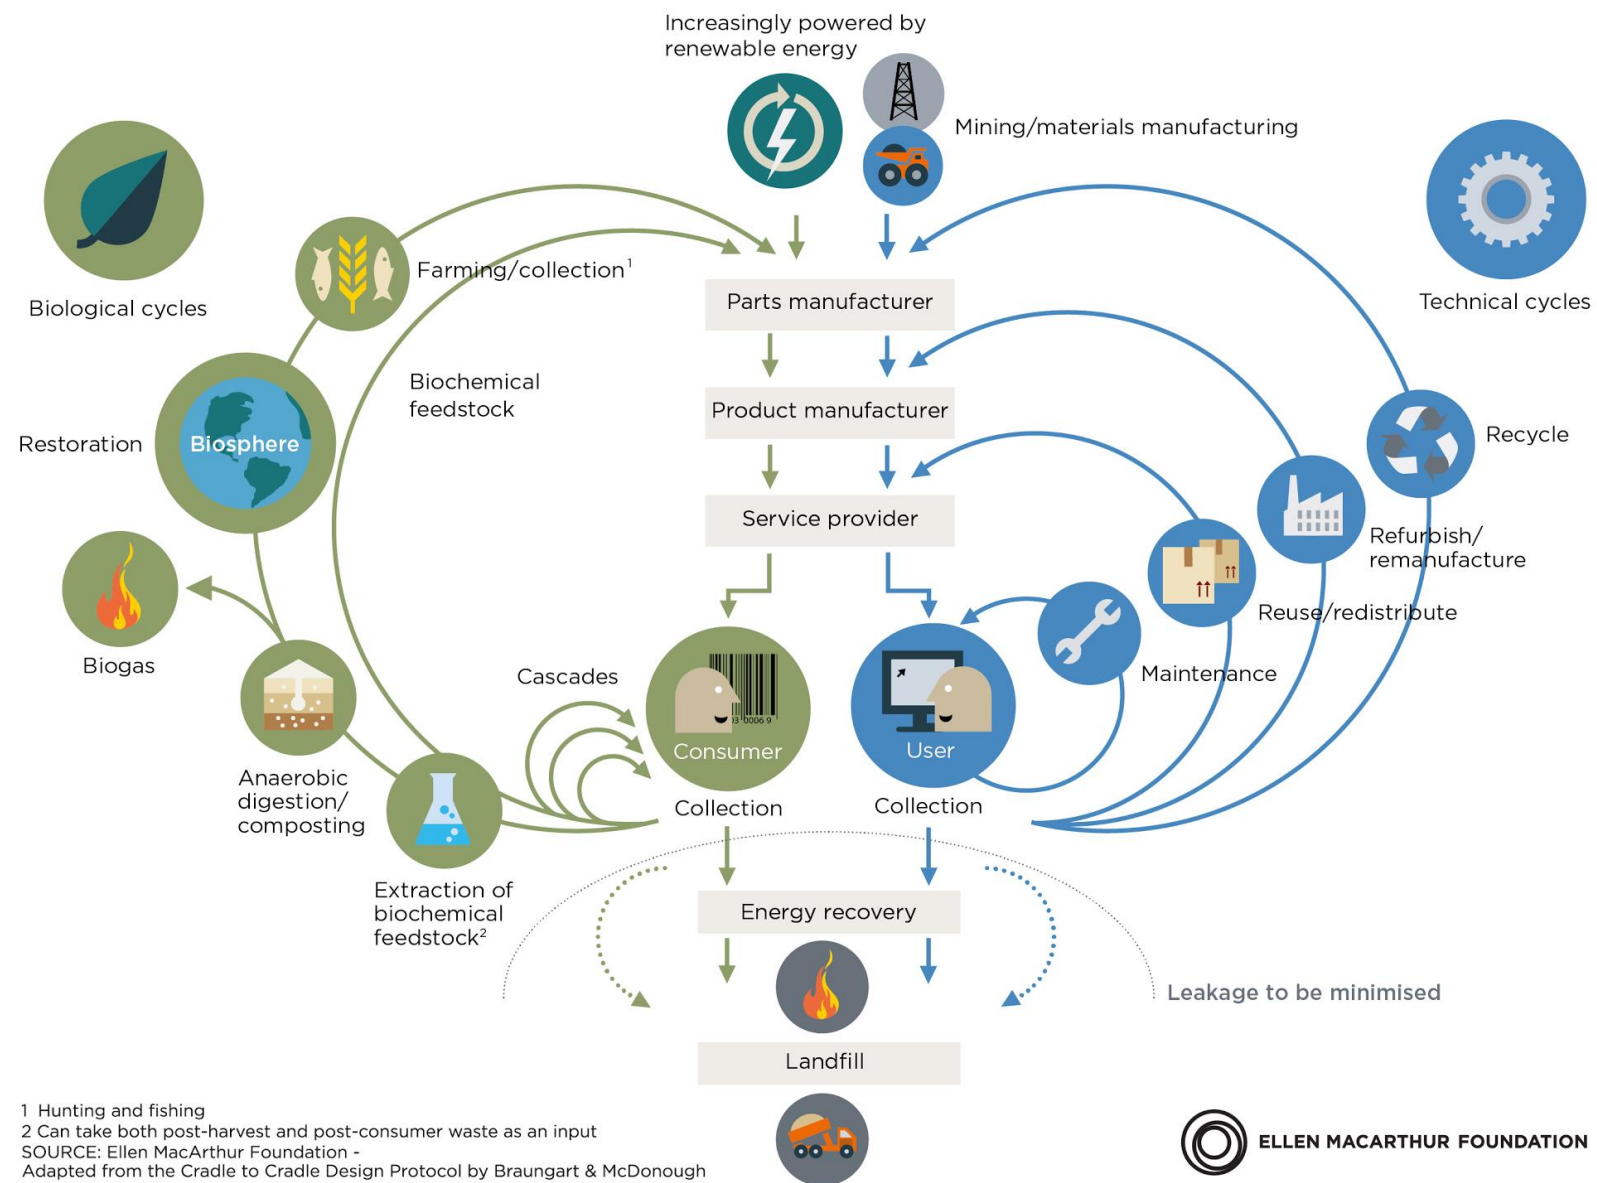 Increasingly powered by
renewable energy
Mining/materials manufacturing
Biological cycles
Technical cycles
Farming/collection¹
Parts manufacturer
Biochemical
feedstock
Product manufacturer
Restoration
Biosphere
Recycle
Service provider
Refurbish/
remanufacture
Reuse/redistribute
Biogas
Cascades
Maintenance
03 0006 9
Consumer
User
Anaerobic
digestion/
composting
Collection
Collection
Extraction of
biochemical
feedstock²
Energy recovery
Leakage to be minimised
Landfill
1 Hunting and fishing
2 Can take both post-harvest and post-consumer waste as an input
SOURCE: Ellen MacArthur Foundation -
Adapted from the Cradle to Cradle Design Protocol by Braungart & McDonough
ELLEN MACARTHUR FOUNDATION